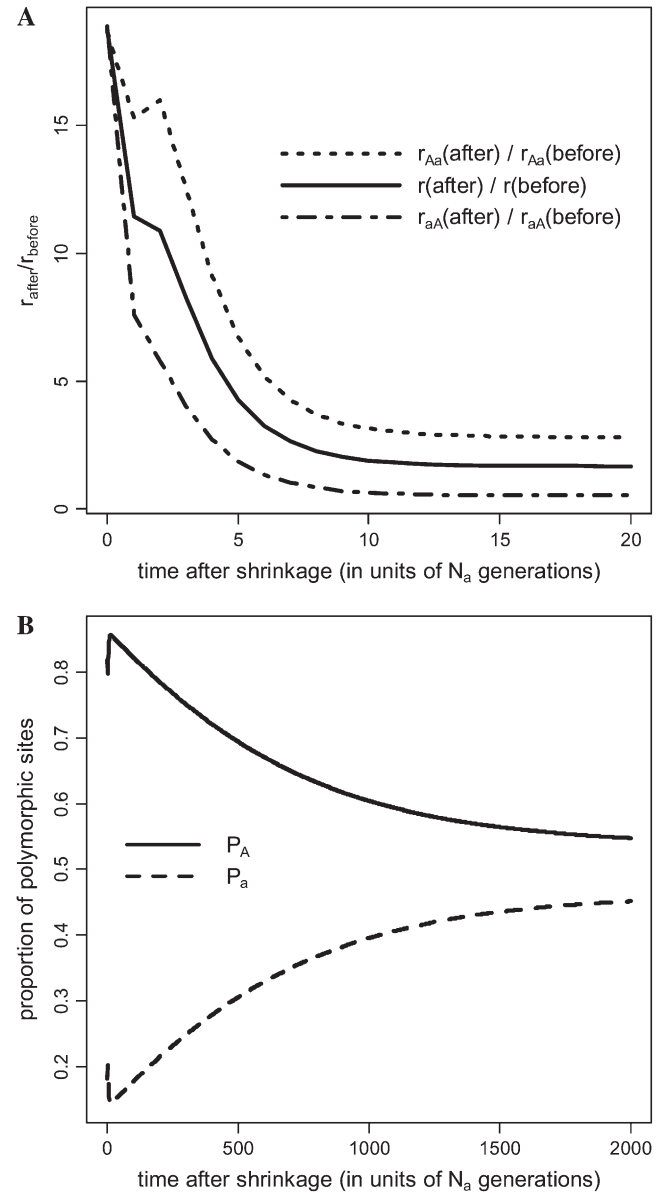 A
r_after/r_before
15
10
5
0
r_Aa(after) / r_Aa(before)
r(after) / r(before)
r_aA(after) / r_aA(before)
0 5 10 15 20
time after shrinkage (in units of N_a generations)
B
proportion of polymorphic sites
0.8
0.7
0.6
0.5
0.4
0.3
0.2
P_A
P_a
0 500 1000 1500 2000
time after shrinkage (in units of N_a generations)